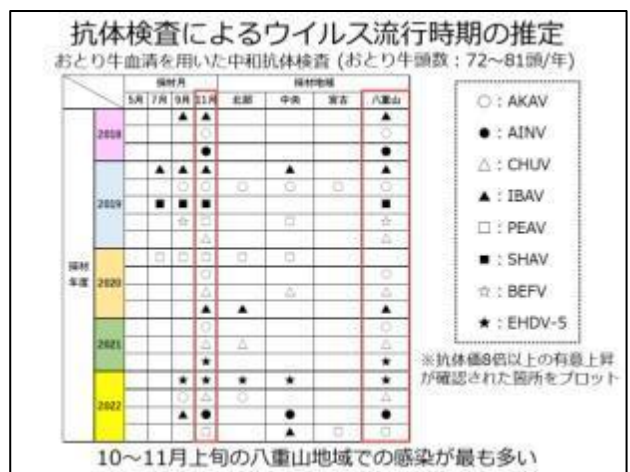 抗体検査によるウイルス流行時期の推定
おとり牛血清を用いた中和抗体検査 (おとり牛頭数：72～81頭/年)
採材月 採材地域
5月 7月 9月 11月 北部 中央 宮古 八重山
採材年度
2018
▲ ▲ ▲
○ ○
● ●
2019
▲ ▲ ▲ ▲ ▲
○ ○ ○ ○ □ ○
■ ■ ■ ■
☆ □ □ ☆
△ △
2020
□ □ □ □ □
○ ○
△ △ △
▲ ▲ ▲
2021
○ ○
△ △ △
★ ★
2022
★ ★ ★ ★ ★
○ △ ○ △
▲ ● ● ●
□ ▲ □ □
○：AKAV
●：AINV
△：CHUV
▲：IBAV
□：PEAV
■：SHAV
☆：BEFV
★：EHDV-5
※抗体価8倍以上の有意上昇
が確認された箇所をプロット
10～11月上旬の八重山地域での感染が最も多い